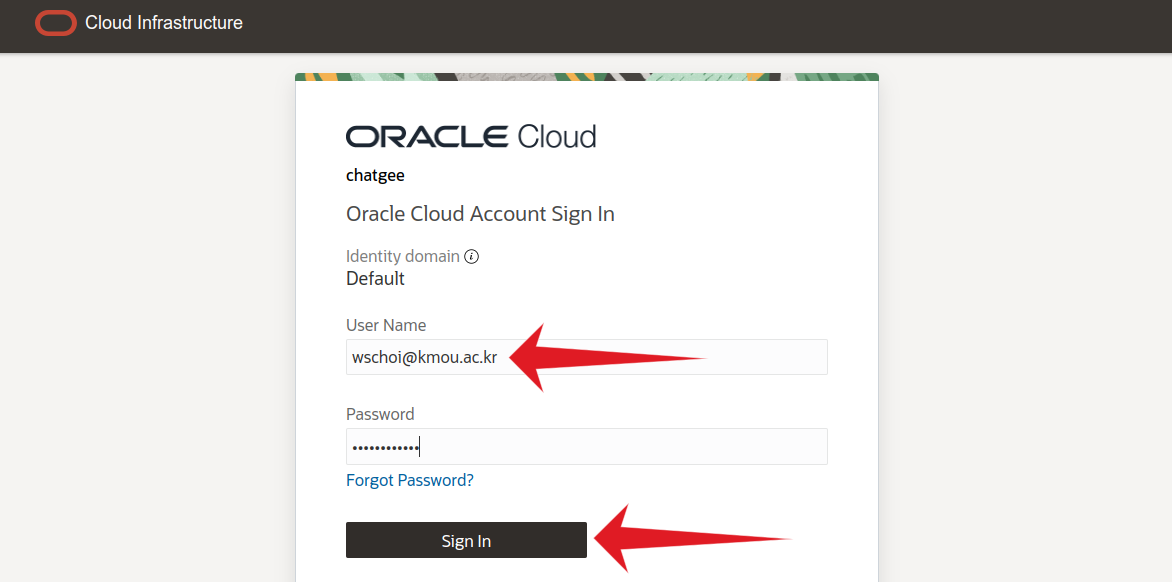 Cloud Infrastructure
ORACLE Cloud
chatgee
Oracle Cloud Account Sign In
Identity domain
Default
User Name
wschoi@kmou.ac.kr
Password
••••••••••••
Forgot Password?
Sign In